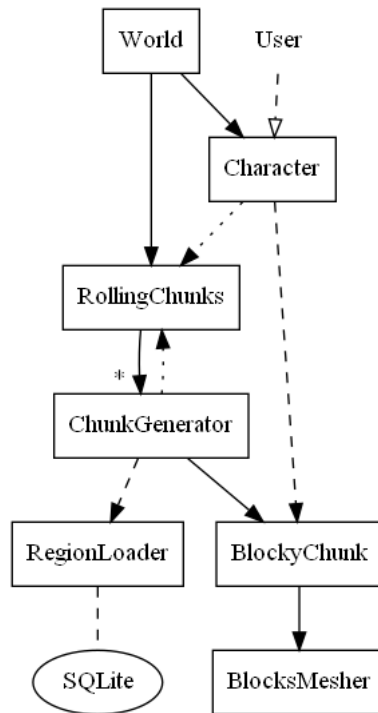 World
User
Character
RollingChunks
*
ChunkGenerator
RegionLoader
BlockyChunk
SQLite
BlocksMesher